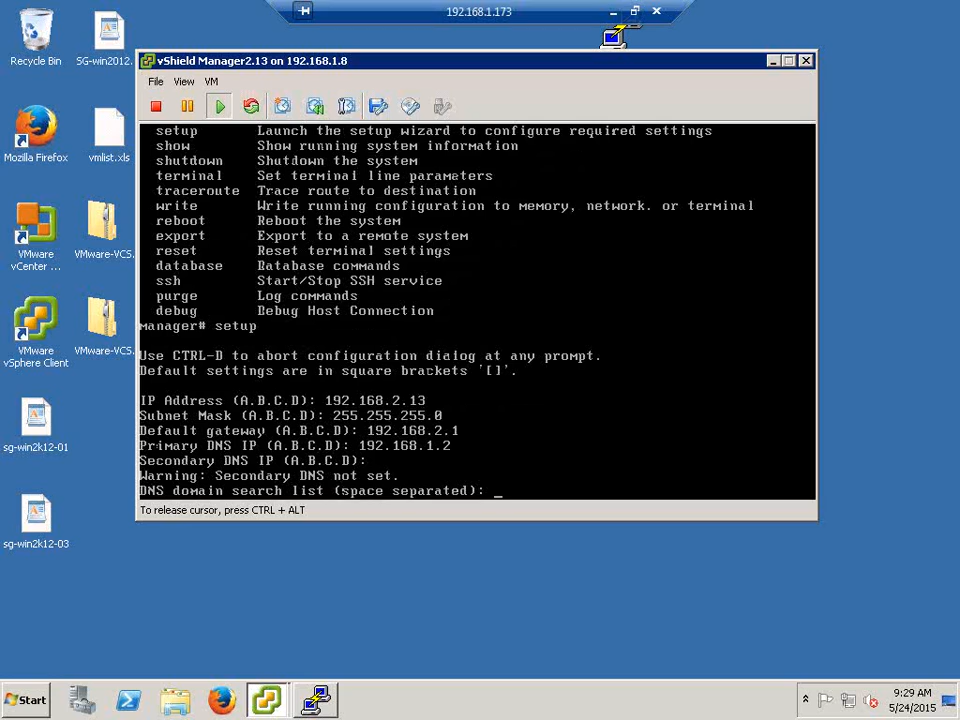 192.168.1.173
Recycle Bin
SG-win2012.
Mozilla Firefox
vmlist.xls
VMware
vCenter ...
VMware-VCS.
VMware
vSphere Client
VMware-VCS.
sg-win2k12-01
sg-win2k12-03
vShield Manager2.13 on 192.168.1.8
File View VM
setup Launch the setup wizard to configure required settings
show Show running system information
shutdown Shutdown the system
terminal Set terminal line parameters
traceroute Trace route to destination
write Write running configuration to memory, network. or terminal
reboot Reboot the system
export Export to a remote system
reset Reset terminal settings
database Database commands
ssh Start/Stop SSH service
purge Log commands
debug Debug Host Connection
manager# setup
Use CTRL-D to abort configuration dialog at any prompt.
Default settings are in square brackets '[]'.
IP Address (A.B.C.D): 192.168.2.13
Subnet Mask (A.B.C.D): 255.255.255.0
Default gateway (A.B.C.D): 192.168.2.1
Primary DNS IP (A.B.C.D): 192.168.1.2
Secondary DNS IP (A.B.C.D):
Warning: Secondary DNS not set.
DNS domain search list (space separated): _
To release cursor, press CTRL + ALT
Start
9:29 AM
5/24/2015